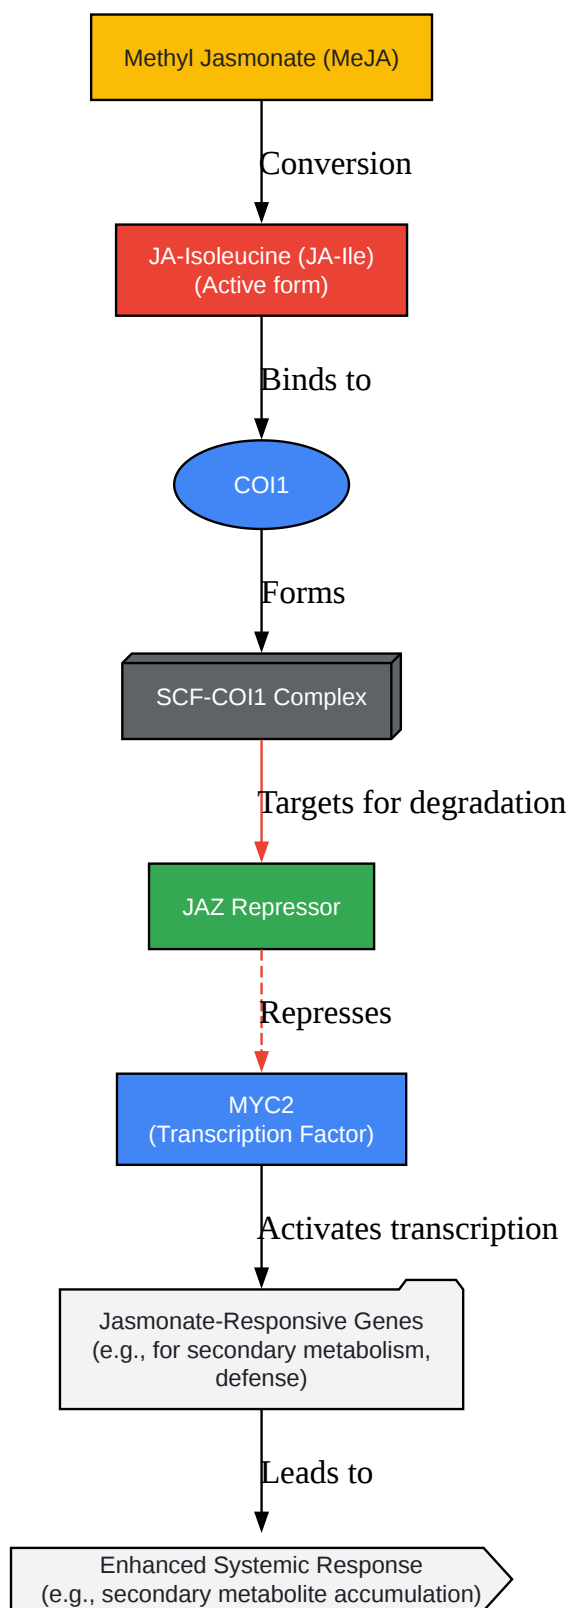 Methyl Jasmonate (MeJA)
Conversion
JA-Isoleucine (JA-Ile)
(Active form)
Binds to
COI1
Forms
SCF-COI1 Complex
Targets for degradation
JAZ Repressor
Represses
MYC2
(Transcription Factor)
Activates transcription
Jasmonate-Responsive Genes
(e.g., for secondary metabolism,
defense)
Leads to
Enhanced Systemic Response
(e.g., secondary metabolite accumulation)